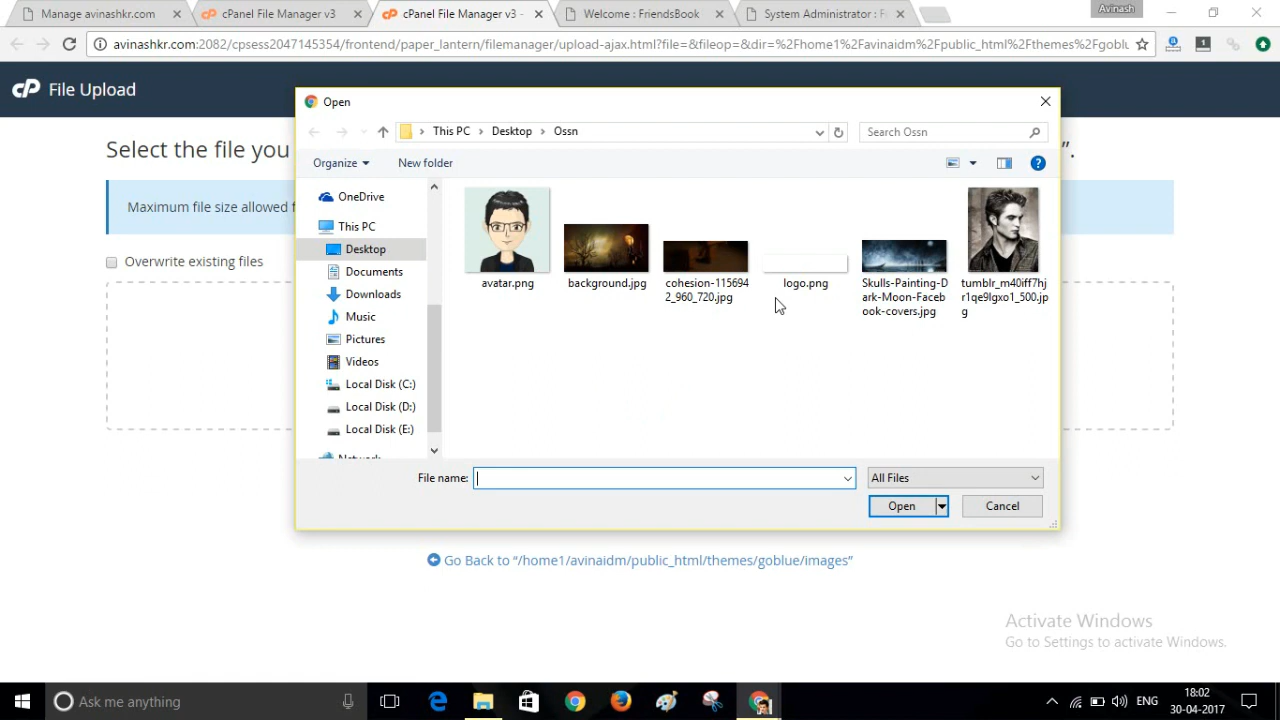 Manage avinashkr.com
cPanel File Manager v3
cPanel File Manager v3 -
Welcome : FriendsBook
System Administrator : F
Avinash
avinashkr.com:2082/cpsess2047145354/frontend/paper_lantern/filemanager/upload-ajax.html?file=&fileop=&dir=%2Fhome1%2Favinaidm%2Fpublic_html%2Fthemes%2Fgoblu
cP File Upload
Select the file you
”.
Maximum file size allowed f
Overwrite existing files
Open
This PC
Desktop
Ossn
Search Ossn
Organize
New folder
OneDrive
This PC
Desktop
Documents
Downloads
Music
Pictures
Videos
Local Disk (C:)
Local Disk (D:)
Local Disk (E:)
Network
avatar.png
background.jpg
cohesion-115694
2_960_720.jpg
logo.png
Skulls-Painting-D
ark-Moon-Faceb
ook-covers.jpg
tumblr_m40iff7hj
r1qe9lgxo1_500.jp
g
File name:
All Files
Open
Cancel
Go Back to “/home1/avinaidm/public_html/themes/goblue/images”
Activate Windows
Go to Settings to activate Windows.
Ask me anything
ENG
18:02
30-04-2017